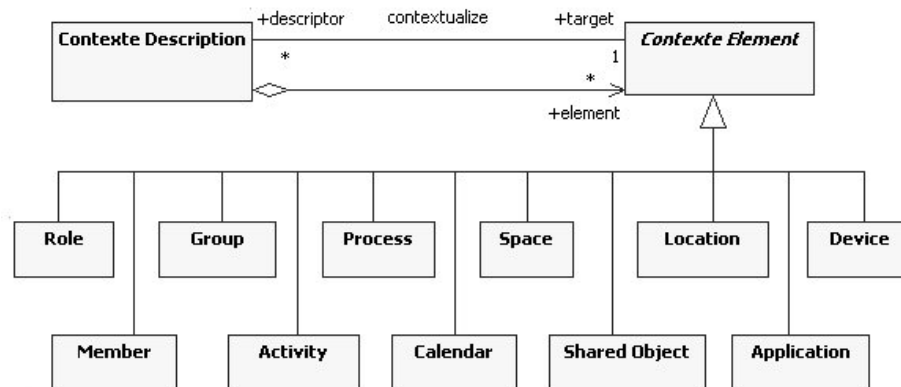 +descriptor contextualize +target
Contexte Description
Contexte Element
* 1
*
+element
Role Group Process Space Location Device
Member Activity Calendar Shared Object Application